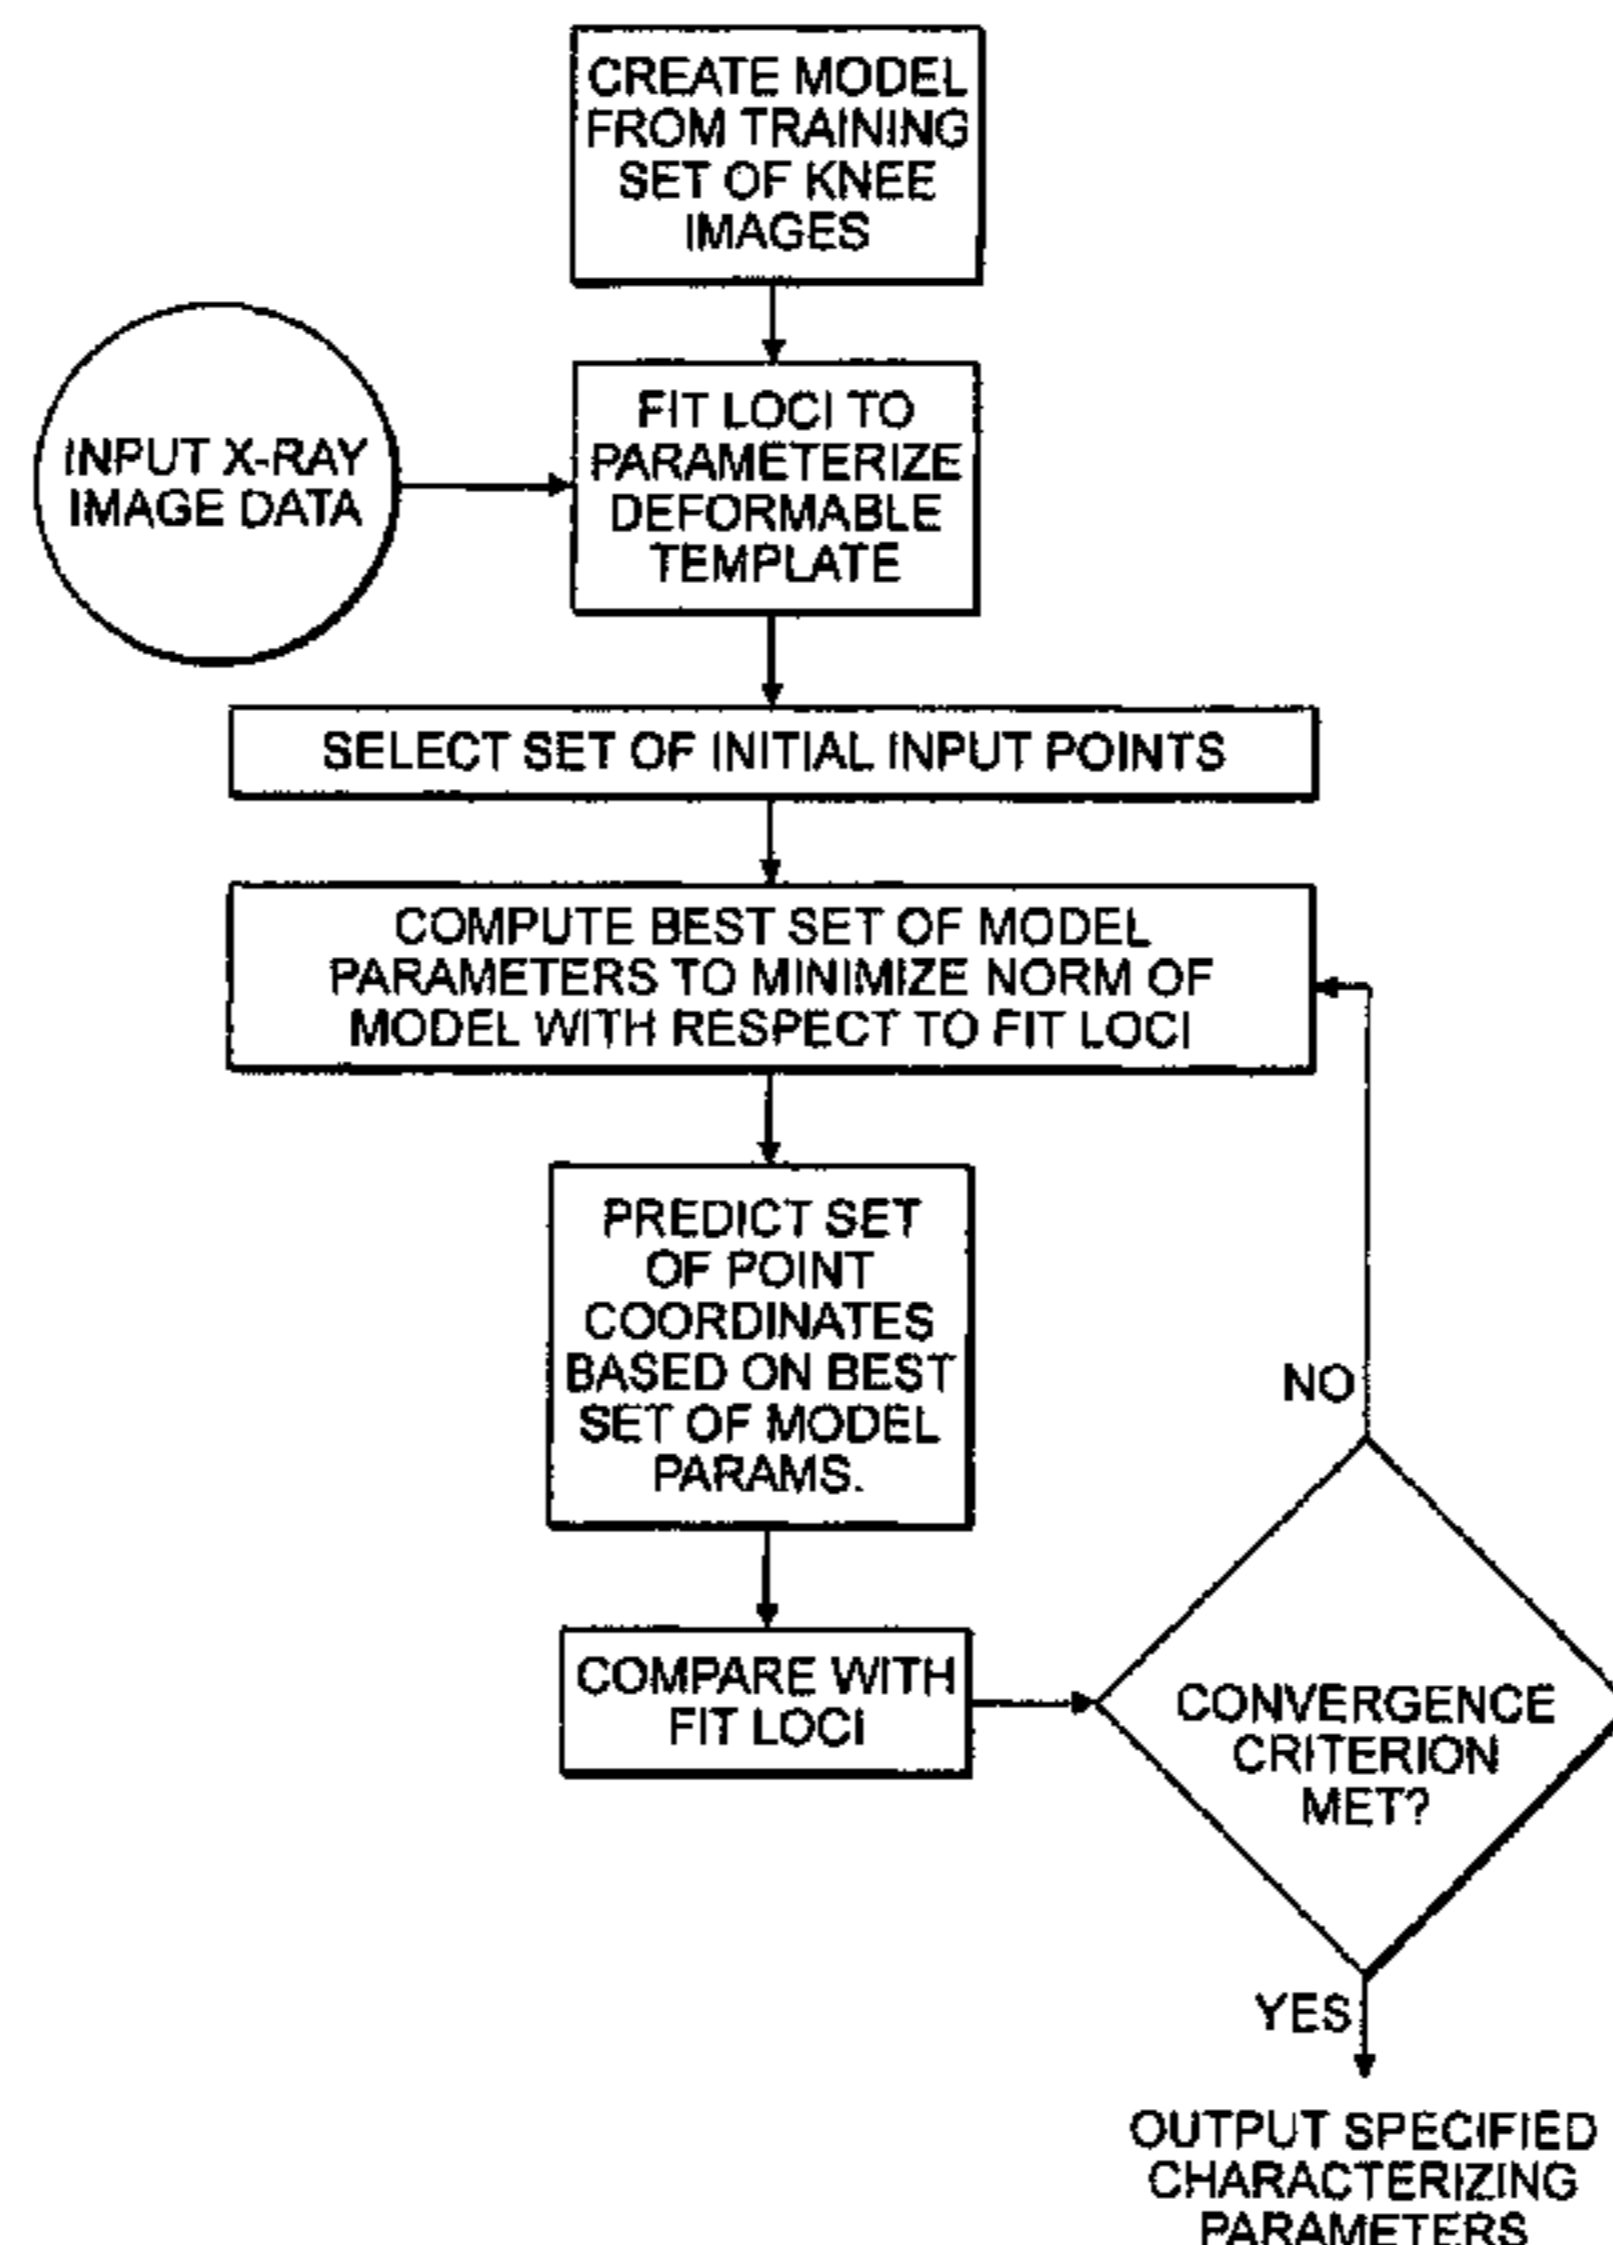 CREATE MODEL
FROM TRAINING
SET OF KNEE
IMAGES
INPUT X-RAY
IMAGE DATA
FIT LOCI TO
PARAMETERIZE
DEFORMABLE
TEMPLATE
SELECT SET OF INITIAL INPUT POINTS
COMPUTE BEST SET OF MODEL
PARAMETERS TO MINIMIZE NORM OF
MODEL WITH RESPECT TO FIT LOCI
PREDICT SET
OF POINT
COORDINATES
BASED ON BEST
SET OF MODEL
PARAMS.
COMPARE WITH
FIT LOCI
NO
CONVERGENCE
CRITERION
MET?
YES
OUTPUT SPECIFIED
CHARACTERIZING
PARAMETERS